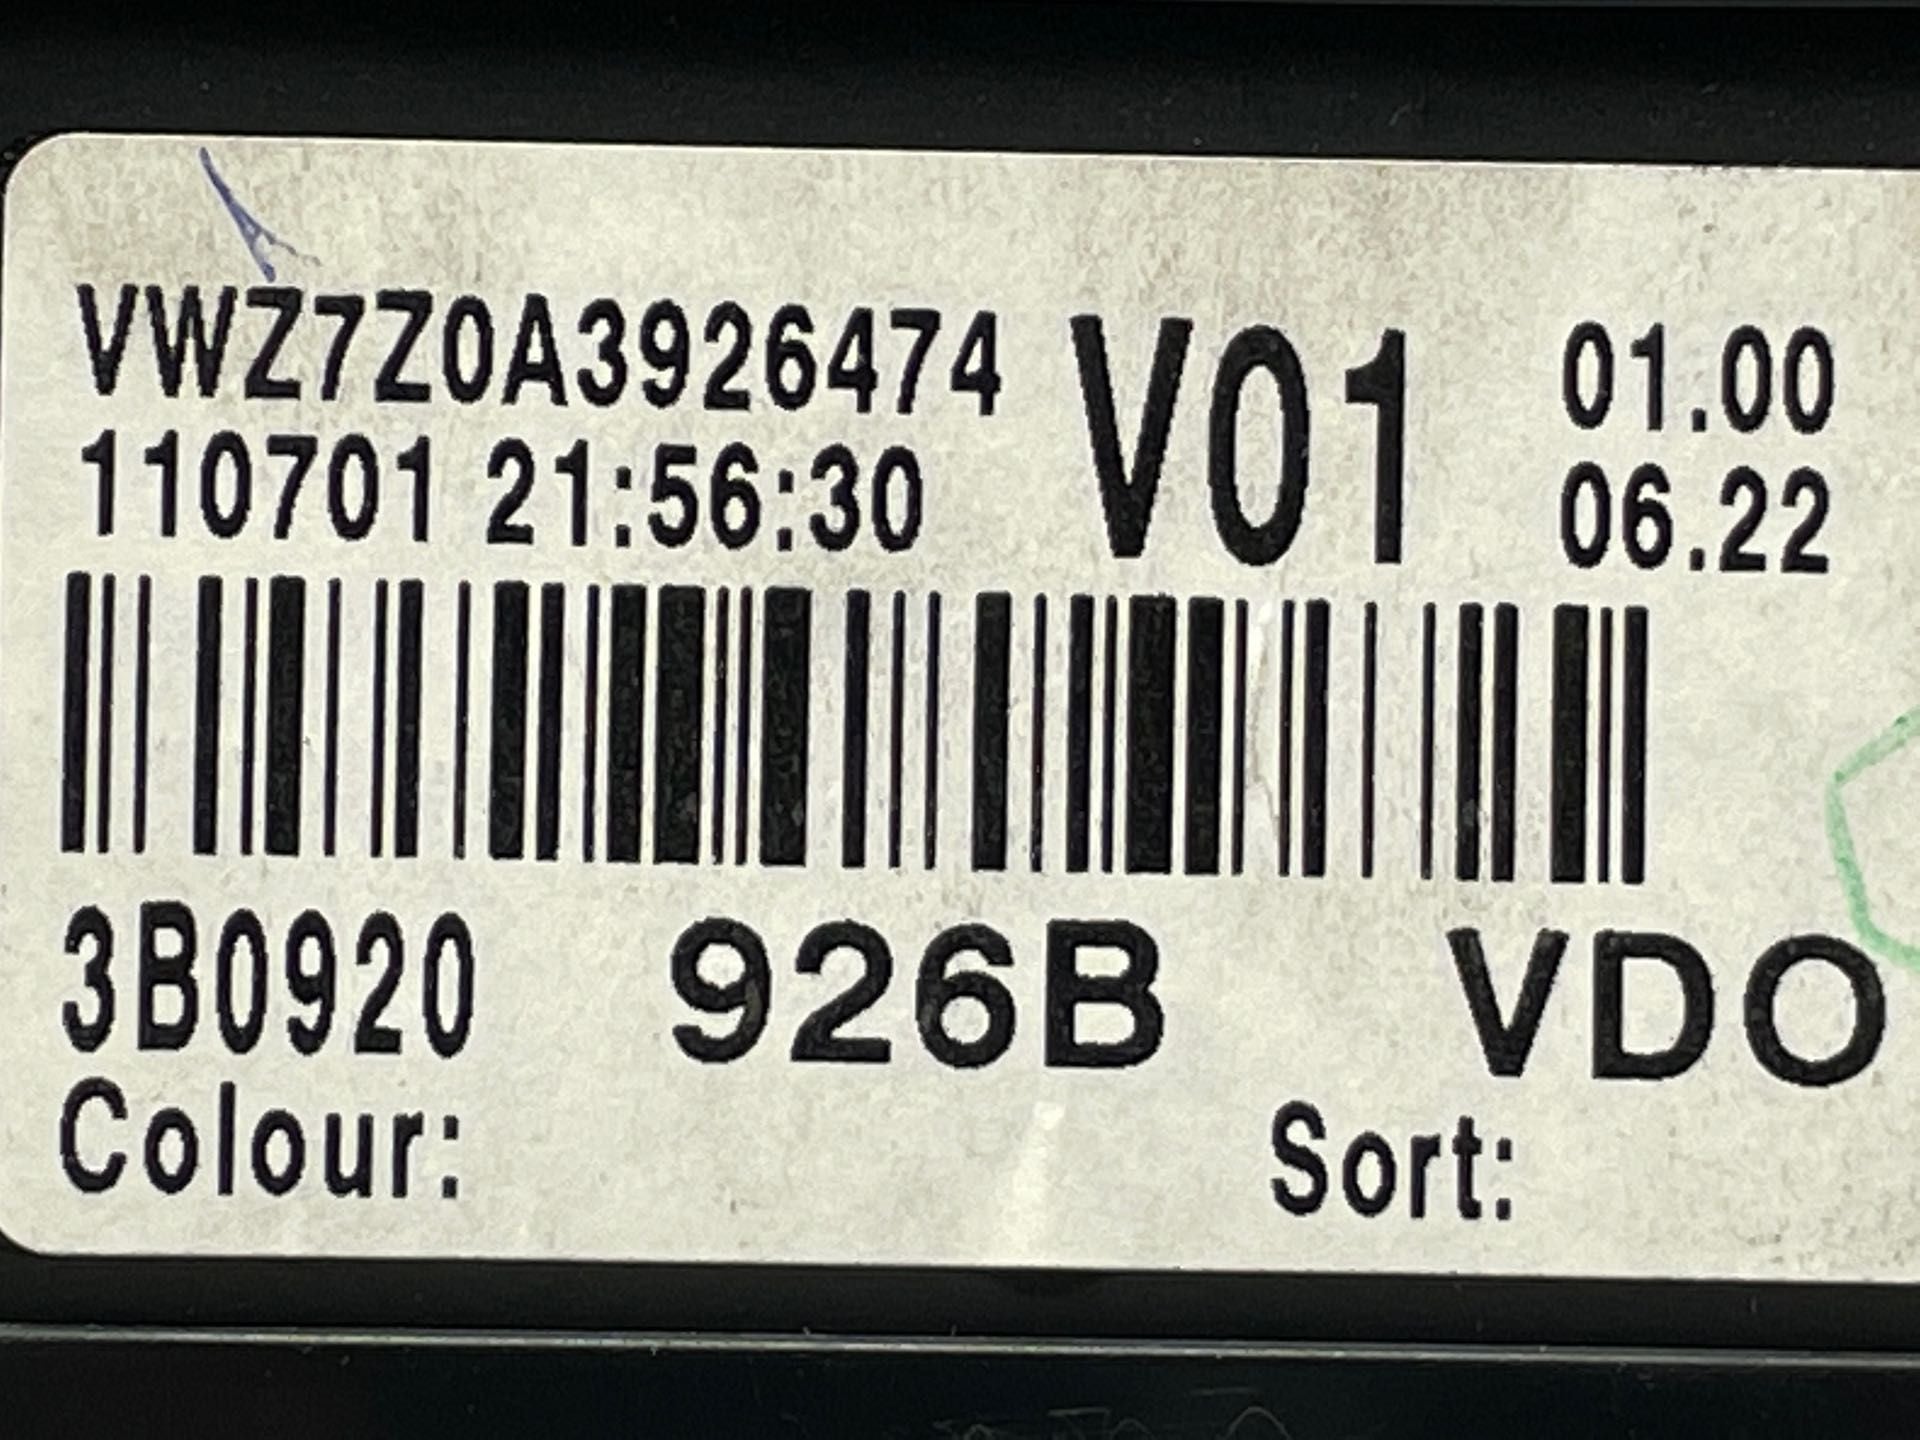 VWZ7Z0A3926474 V01 01.00
110701 21:56:30 06.22
3B0920 926B VDO
Colour: Sort: